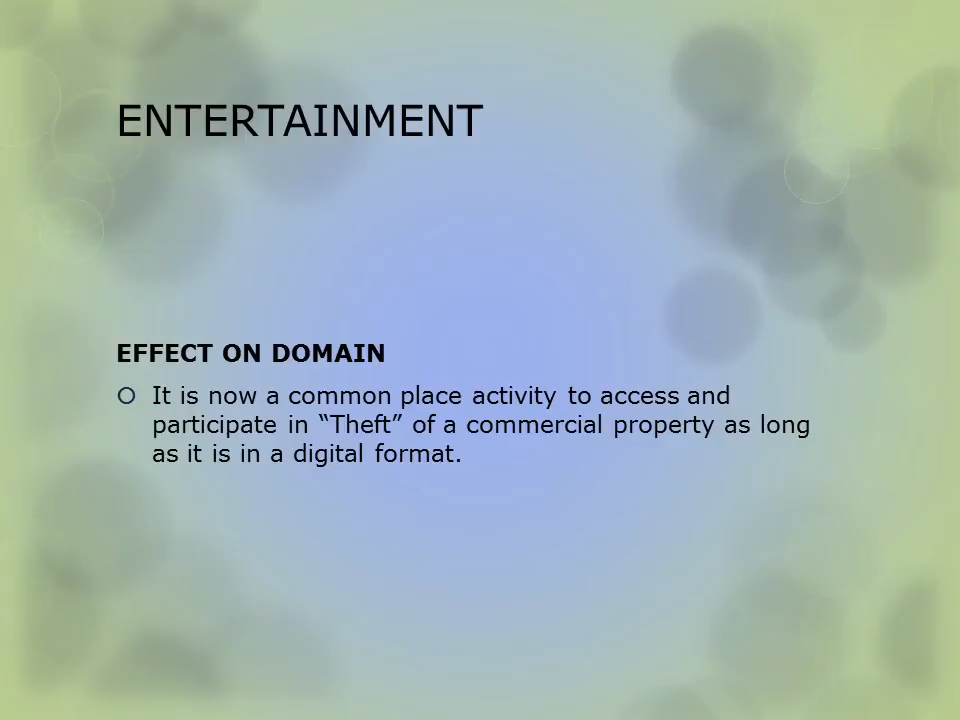 ENTERTAINMENT
EFFECT ON DOMAIN
It is now a common place activity to access and
participate in “Theft” of a commercial property as long
as it is in a digital format.